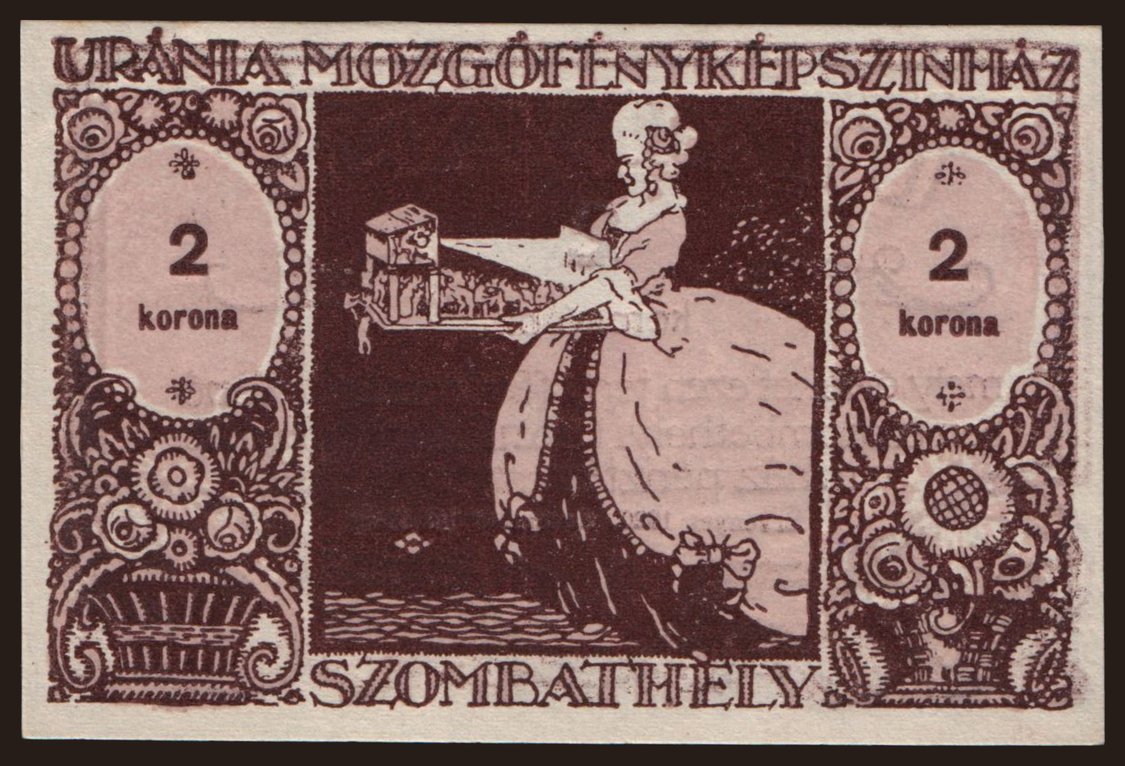 URÁNIA MOZGÓFÉNYKÉPSZINHÁZ
2
korona
2
korona
SZOMBATHELY